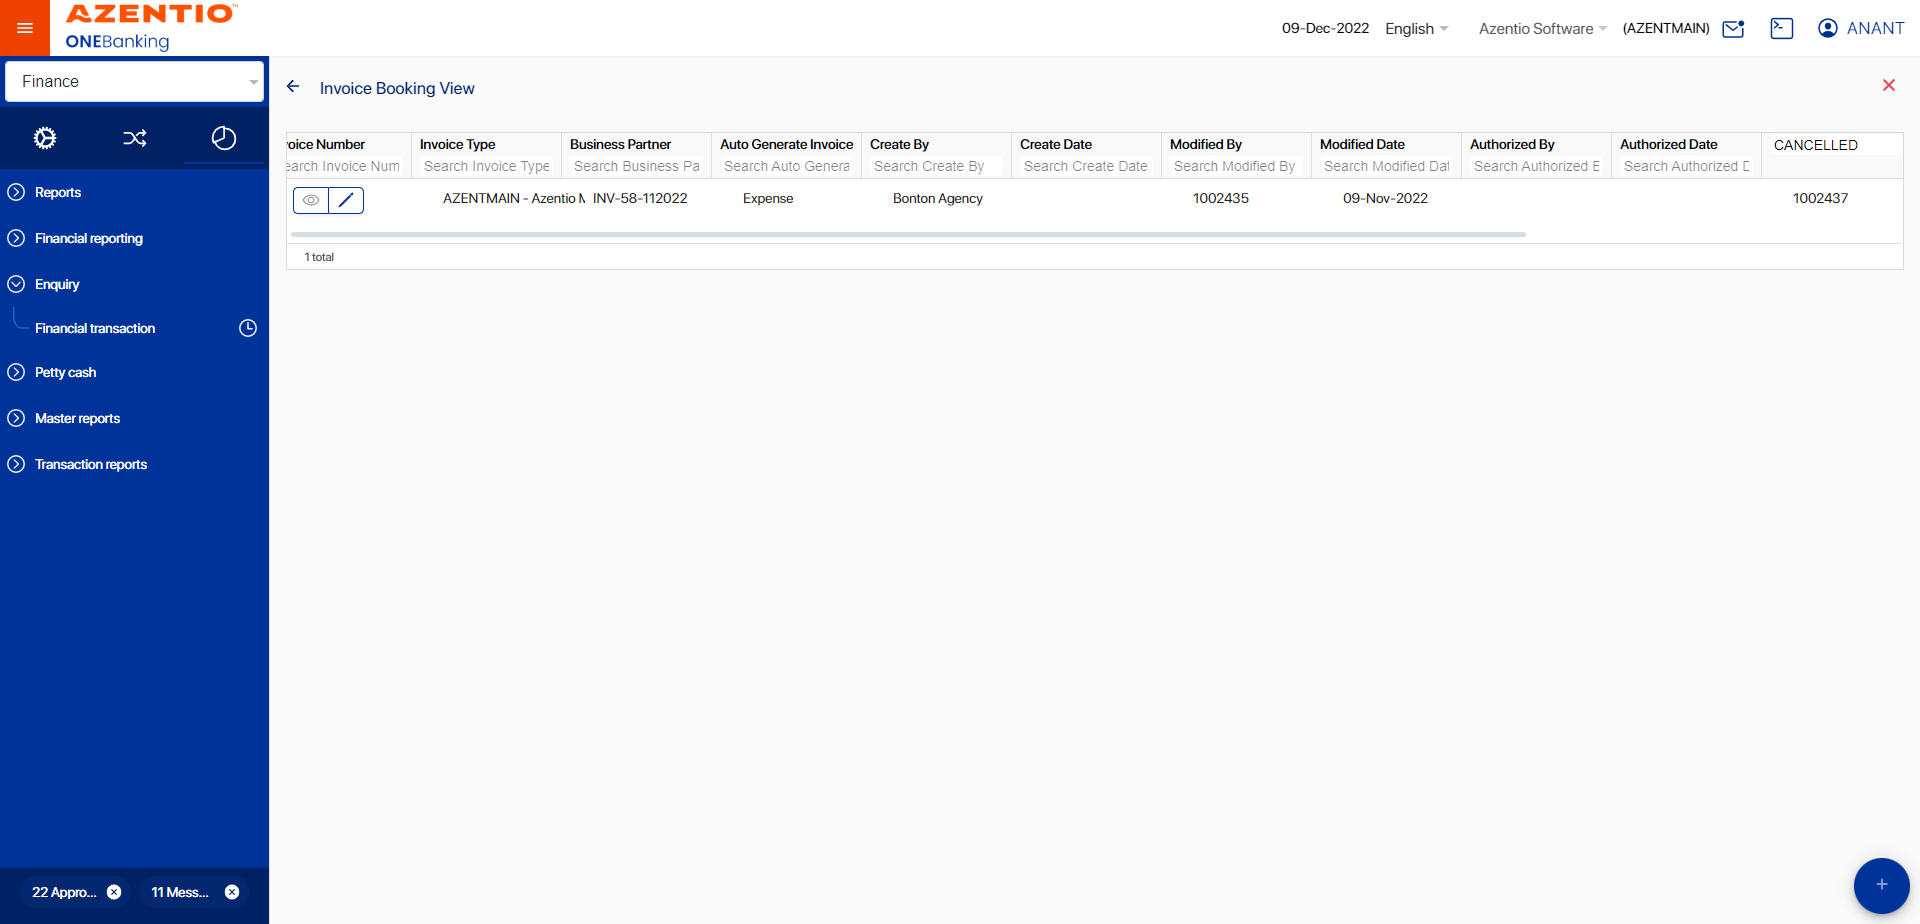 AZENTIO™
ONEBanking
09-Dec-2022 English Azentio Software (AZENTMAIN) ANANT
Finance
Invoice Booking View
Reports
Financial reporting
Enquiry
Financial transaction
Petty cash
Master reports
Transaction reports
22 Appro... 11 Mess...
voice Number Invoice Type Business Partner Auto Generate Invoice Create By Create Date Modified By Modified Date Authorized By Authorized Date CANCELLED
earch Invoice Num Search Invoice Type Search Business Pa Search Auto Genera Search Create By Search Create Date Search Modified By Search Modified Dat Search Authorized B Search Authorized D
AZENTMAIN - Azentio M INV-58-112022 Expense Bonton Agency 1002435 09-Nov-2022 1002437
1 total